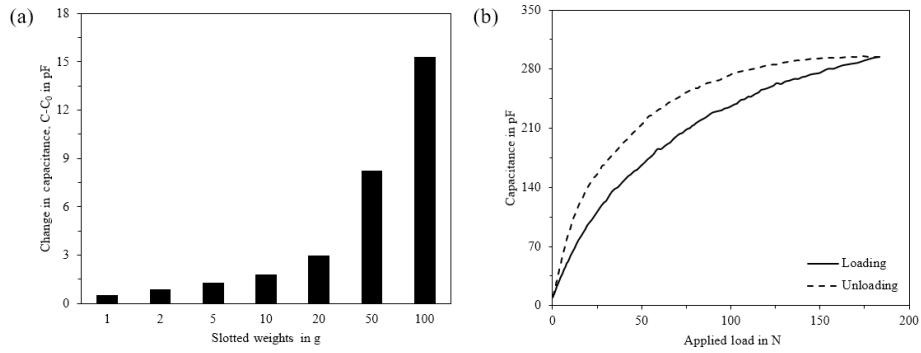 (a)
Change in capacitance, C-C₀ in pF
18
15
12
9
6
3
0
1 2 5 10 20 50 100
Slotted weights in g
(b)
Capacitance in pF
350
280
210
140
70
0
Loading
Unloading
0 50 100 150 200
Applied load in N